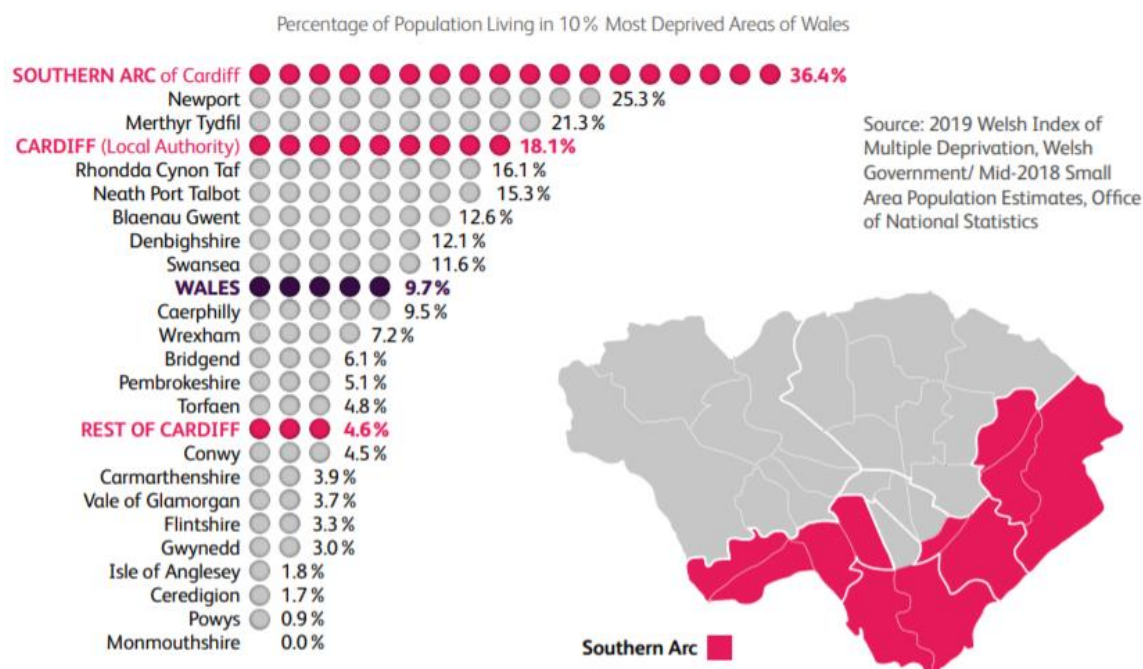 Percentage of Population Living in 10% Most Deprived Areas of Wales
SOUTHERN ARC of Cardiff 36.4%
Newport 25.3%
Merthyr Tydfil 21.3%
CARDIFF (Local Authority) 18.1%
Rhondda Cynon Taf 16.1%
Neath Port Talbot 15.3%
Blaenau Gwent 12.6%
Denbighshire 12.1%
Swansea 11.6%
WALES 9.7%
Caerphilly 9.5%
Wrexham 7.2%
Bridgend 6.1%
Pembrokeshire 5.1%
Torfaen 4.8%
REST OF CARDIFF 4.6%
Conwy 4.5%
Carmarthenshire 3.9%
Vale of Glamorgan 3.7%
Flintshire 3.3%
Gwynedd 3.0%
Isle of Anglesey 1.8%
Ceredigion 1.7%
Powys 0.9%
Monmouthshire 0.0%
Source: 2019 Welsh Index of
Multiple Deprivation, Welsh
Government/ Mid-2018 Small
Area Population Estimates, Office
of National Statistics
Southern Arc